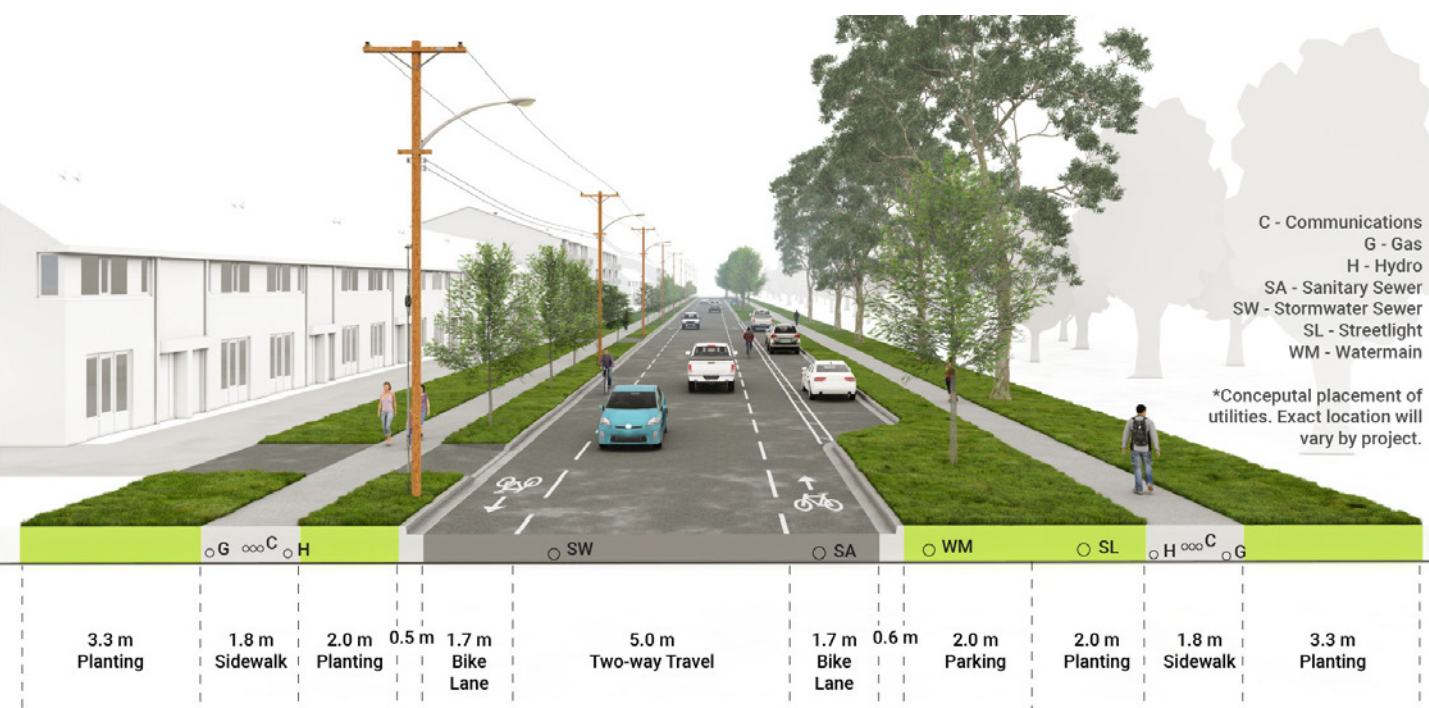 C - Communications
G - Gas
H - Hydro
SA - Sanitary Sewer
SW - Stormwater Sewer
SL - Streetlight
WM - Watermain
*Conceputal placement of
utilities. Exact location will
vary by project.
G C H SW SA WM SL H C G
3.3 m
Planting
1.8 m
Sidewalk
2.0 m
Planting
0.5 m
1.7 m
Bike
Lane
5.0 m
Two-way Travel
1.7 m
Bike
Lane
0.6 m
2.0 m
Parking
2.0 m
Planting
1.8 m
Sidewalk
3.3 m
Planting